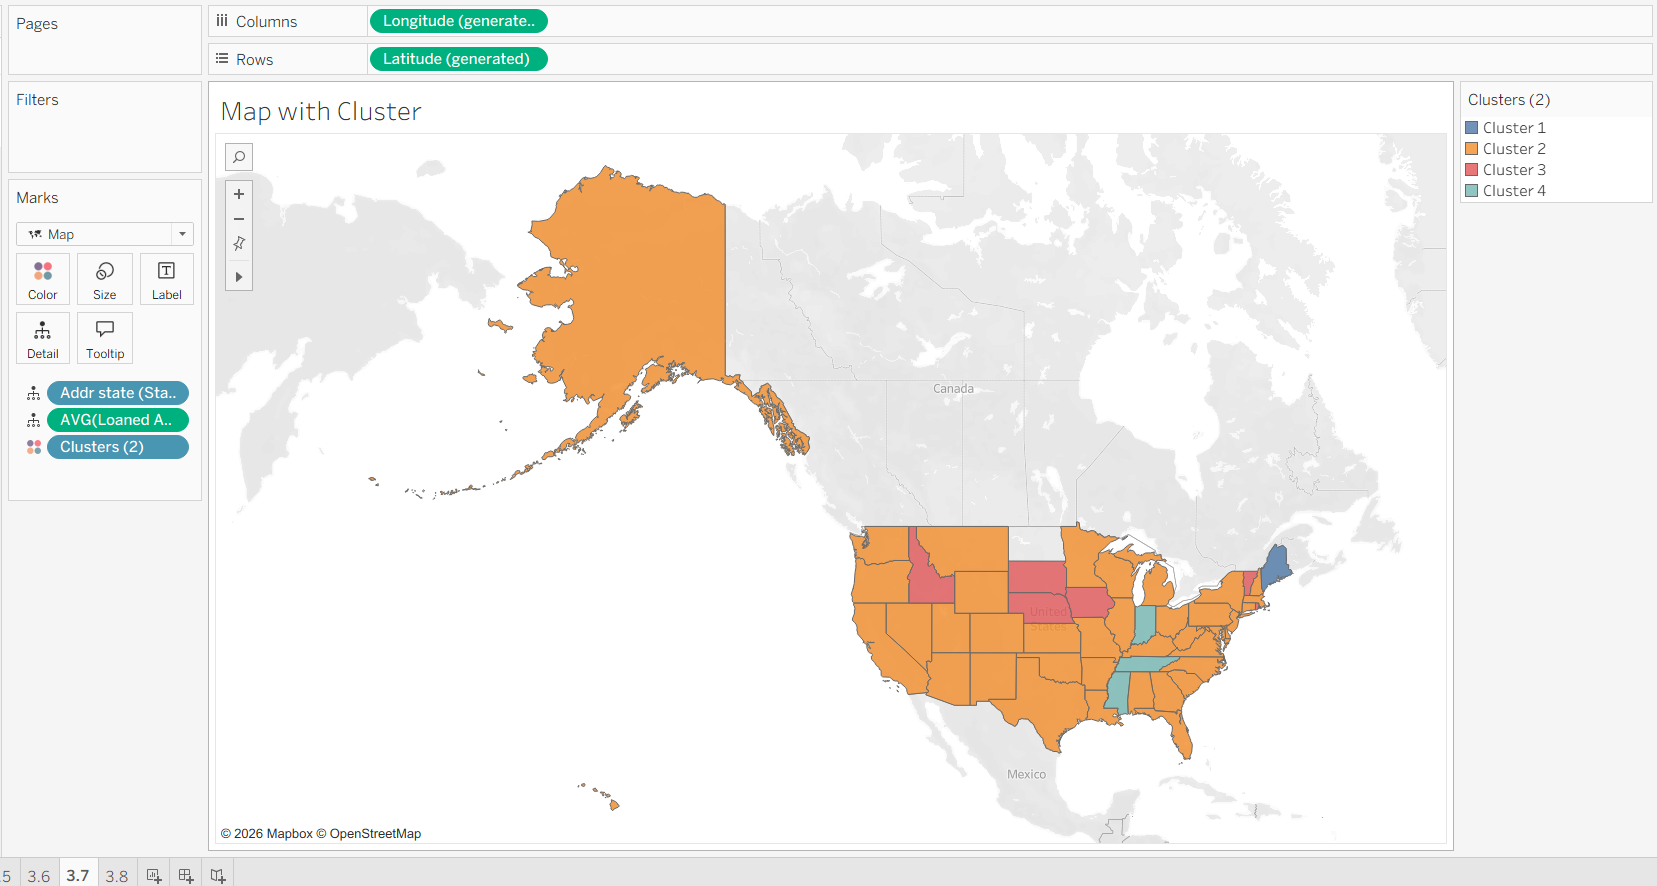 Pages
Columns
Longitude (generate..
Rows
Latitude (generated)
Filters
Marks
Map
Color
Size
Label
Detail
Tooltip
Addr state (Sta..
AVG(Loaned A..
Clusters (2)
Map with Cluster
Canada
United
States
Mexico
© 2026 Mapbox © OpenStreetMap
Clusters (2)
Cluster 1
Cluster 2
Cluster 3
Cluster 4
.5
3.6
3.7
3.8